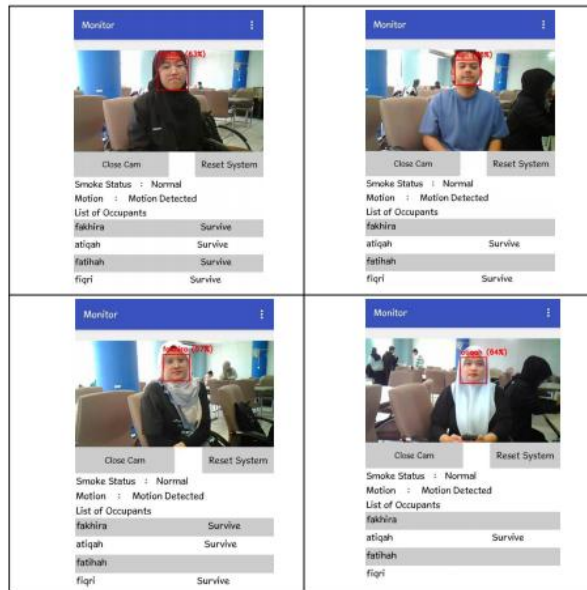 Monitor
(63%)
Close Cam Reset System
Smoke Status : Normal
Motion : Motion Detected
List of Occupants
fakhira Survive
atiqah Survive
fatihah Survive
fiqri Survive
Monitor
Close Cam Reset System
Smoke Status : Normal
Motion : Motion Detected
List of Occupants
fakhira
atiqah Survive
fatihah
fiqri Survive
Monitor
Close Cam Reset System
Smoke Status : Normal
Motion : Motion Detected
List of Occupants
fakhira Survive
atiqah Survive
fatihah
fiqri Survive
Monitor
atiqah (64%)
Close Cam Reset System
Smoke Status : Normal
Motion : Motion Detected
List of Occupants
fakhira
atiqah Survive
fatihah
fiqri